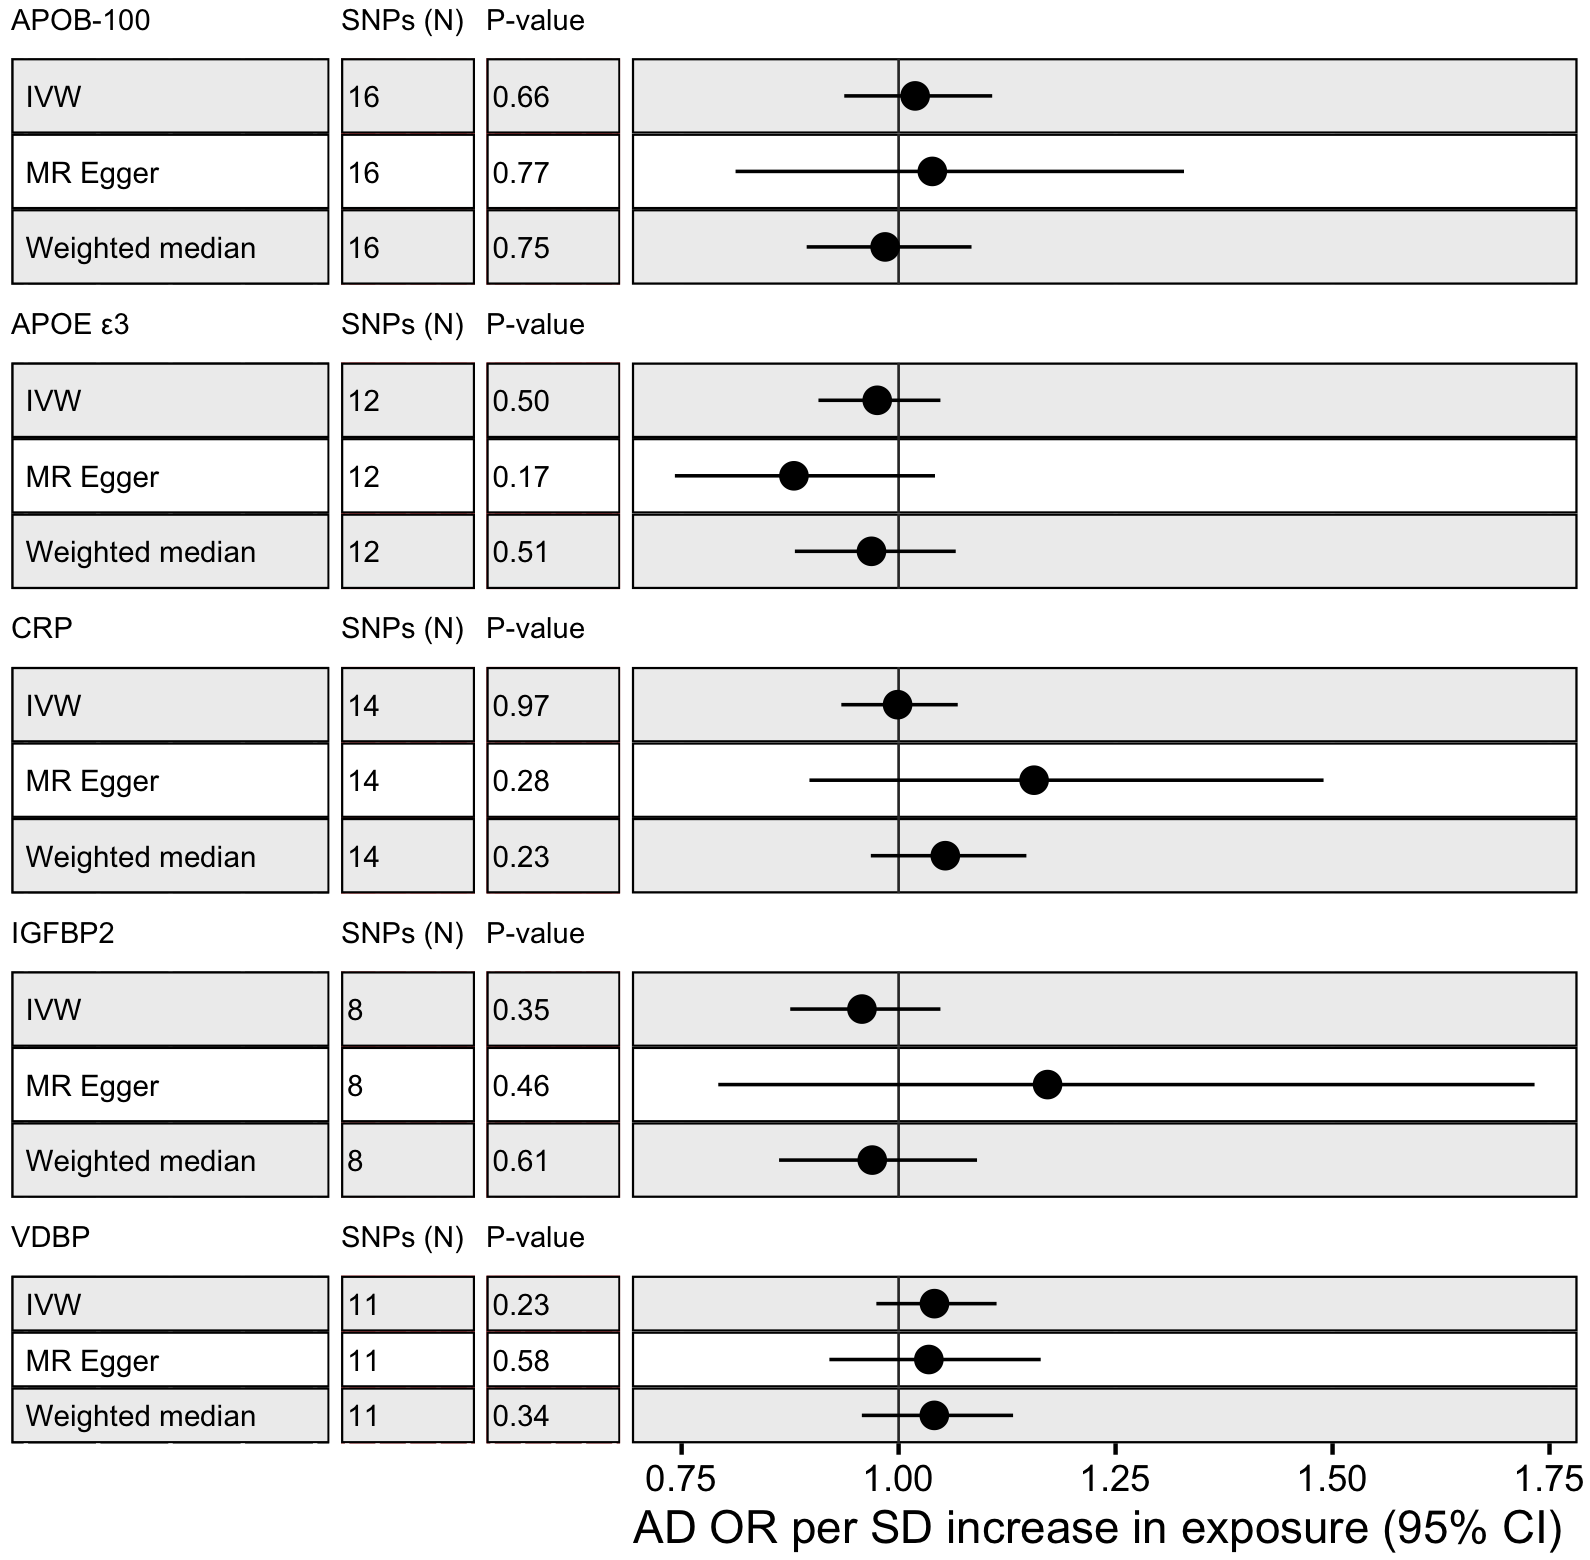 APOB-100 SNPs (N) P-value
IVW 16 0.66
MR Egger 16 0.77
Weighted median 16 0.75
APOE ε3 SNPs (N) P-value
IVW 12 0.50
MR Egger 12 0.17
Weighted median 12 0.51
CRP SNPs (N) P-value
IVW 14 0.97
MR Egger 14 0.28
Weighted median 14 0.23
IGFBP2 SNPs (N) P-value
IVW 8 0.35
MR Egger 8 0.46
Weighted median 8 0.61
VDBP SNPs (N) P-value
IVW 11 0.23
MR Egger 11 0.58
Weighted median 11 0.34
0.75 1.00 1.25 1.50 1.75
AD OR per SD increase in exposure (95% CI)